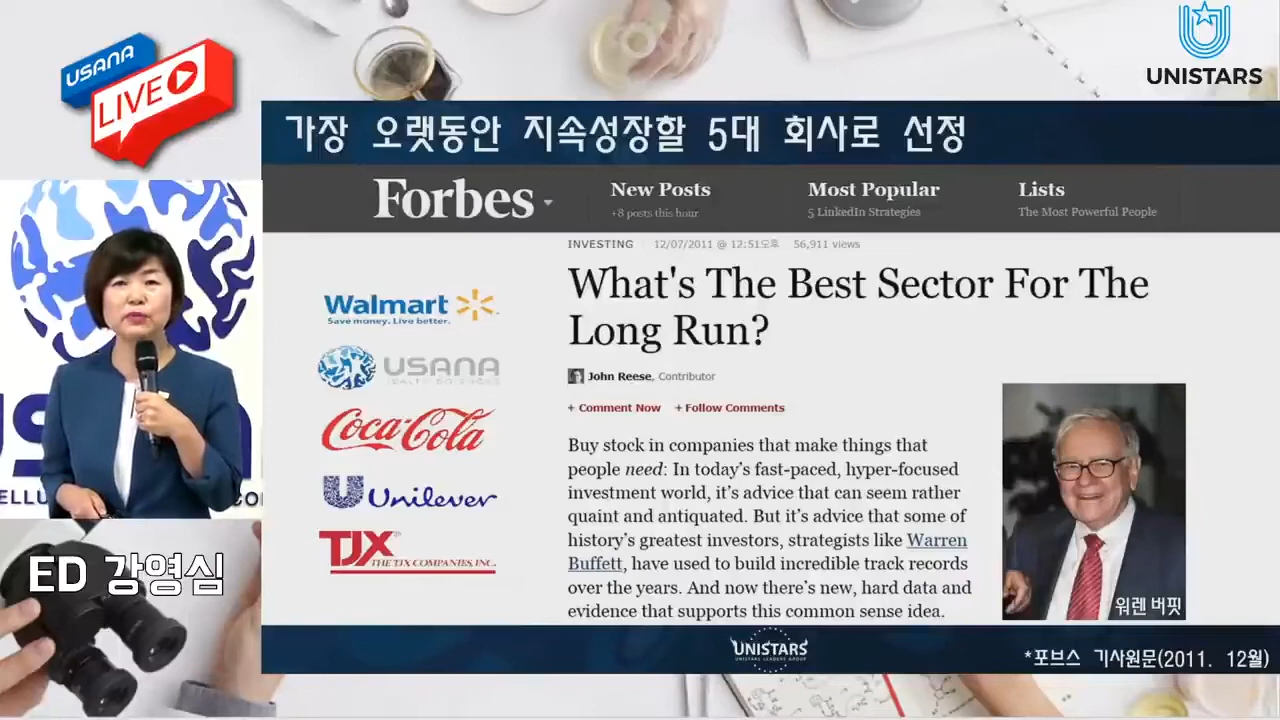 USANA
LIVE
UNISTARS
가장 오랫동안 지속성장할 5대 회사로 선정
Forbes
New Posts
+8 posts this hour
Most Popular
5 LinkedIn Strategies
Lists
The Most Powerful People
INVESTING
12/07/2011 @ 12:51오후
56,911 views
What's The Best Sector For The
Long Run?
John Reese, Contributor
+ Comment Now
+ Follow Comments
Buy stock in companies that make things that
people need: In today's fast-paced, hyper-focused
investment world, it's advice that can seem rather
quaint and antiquated. But it's advice that some of
history's greatest investors, strategists like Warren
Buffett, have used to build incredible track records
over the years. And now there's new, hard data and
evidence that supports this common sense idea.
Walmart
Save money. Live better.
USANA
Coca-Cola
Unilever
TJX
THE TJX COMPANIES, INC.
워렌 버핏
ELLU
CO
ED 강영심
UNISTARS
UNISTARS LEADERS GROUP
*포브스 기사원문(2011. 12월)